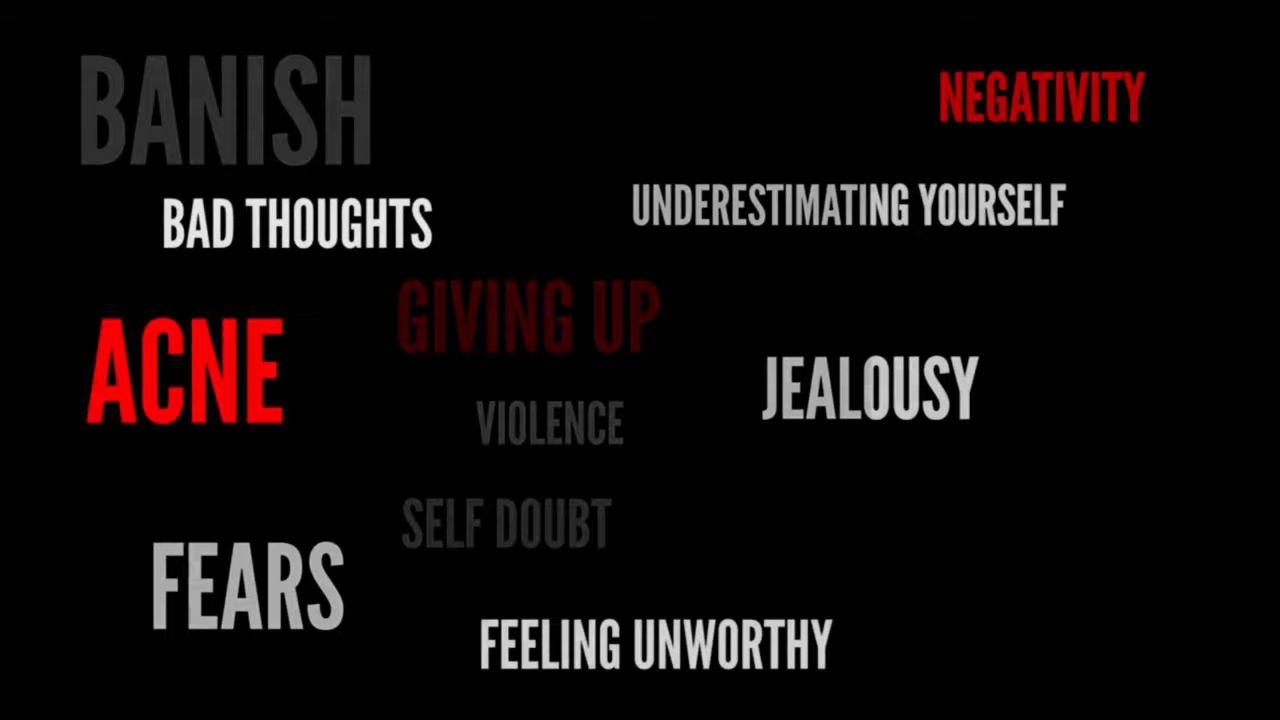 BANISH
NEGATIVITY
BAD THOUGHTS
UNDERESTIMATING YOURSELF
GIVING UP
ACNE
JEALOUSY
VIOLENCE
SELF DOUBT
FEARS
FEELING UNWORTHY